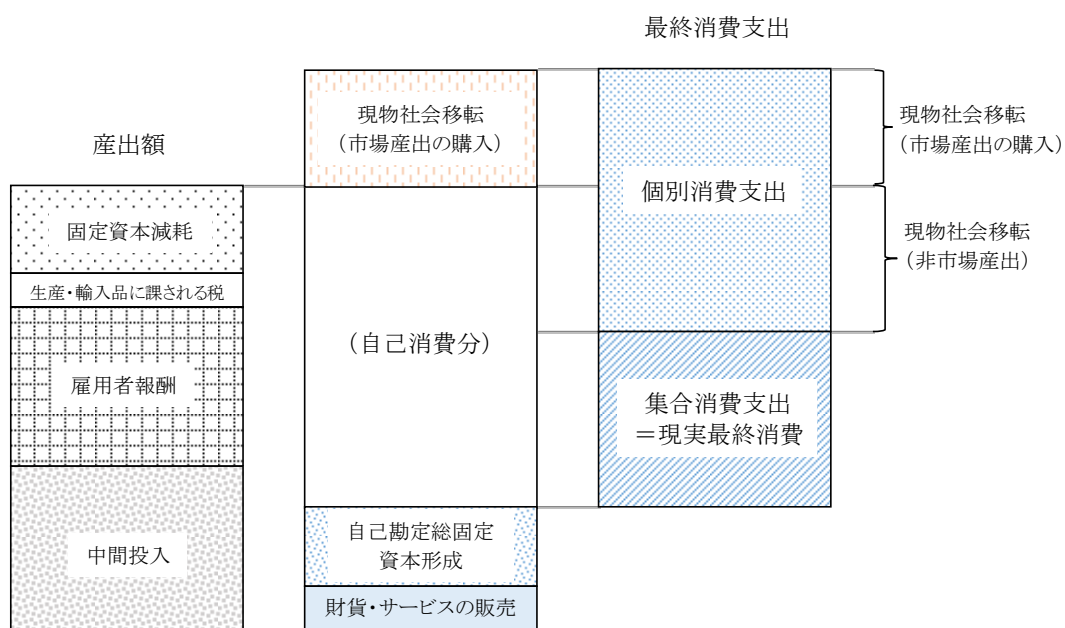 最終消費支出
産出額
現物社会移転
（市場産出の購入）
現物社会移転
（市場産出の購入）
固定資本減耗
個別消費支出
現物社会移転
（非市場産出）
生産・輸入品に課される税
（自己消費分）
雇用者報酬
集合消費支出
＝現実最終消費
中間投入
自己勘定総固定
資本形成
財貨・サービスの販売